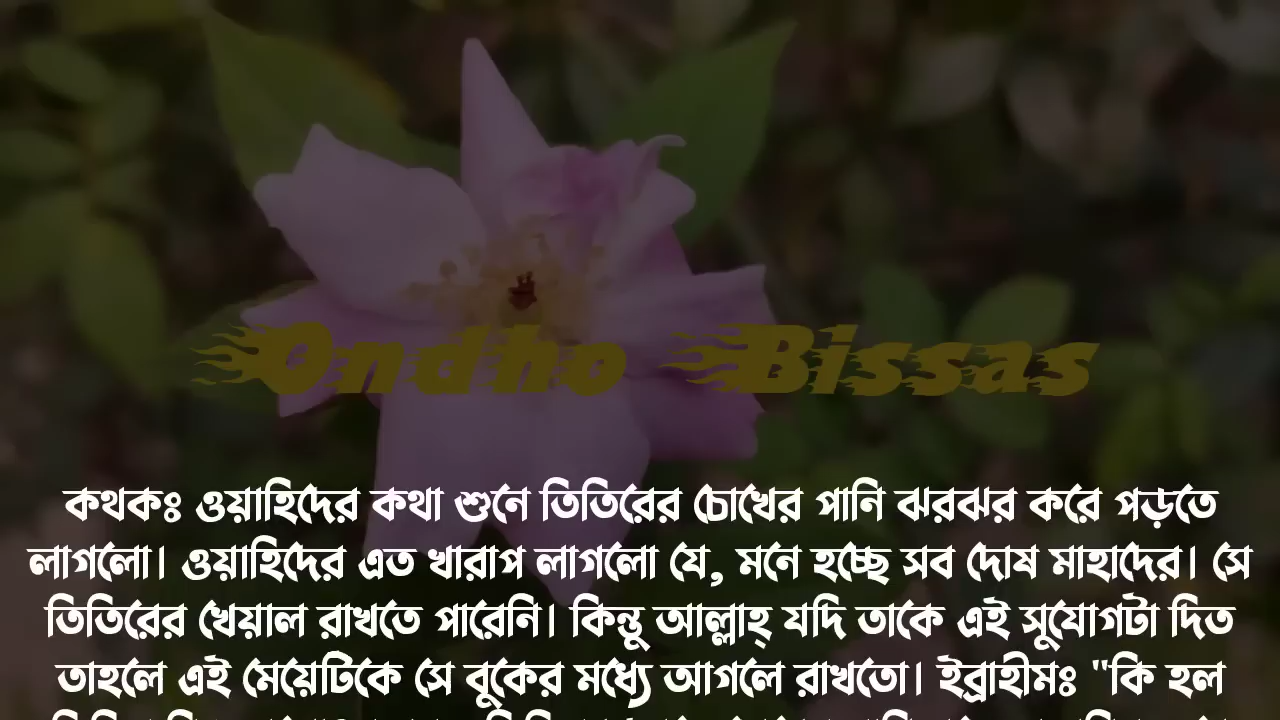 Ondho Bissas
কথকঃ ওয়াহিদের কথা শুনে তিতিরের চোখের পানি ঝরঝর করে পড়তে
লাগলো। ওয়াহিদের এত খারাপ লাগলো যে, মনে হচ্ছে সব দোষ মাহাদের। সে
তিতিরের খেয়াল রাখতে পারেনি। কিন্তু আল্লাহ্ যদি তাকে এই সুযোগটা দিত
তাহলে এই মেয়েটিকে সে বুকের মধ্যে আগলে রাখতো। ইব্রাহীমঃ "কি হল